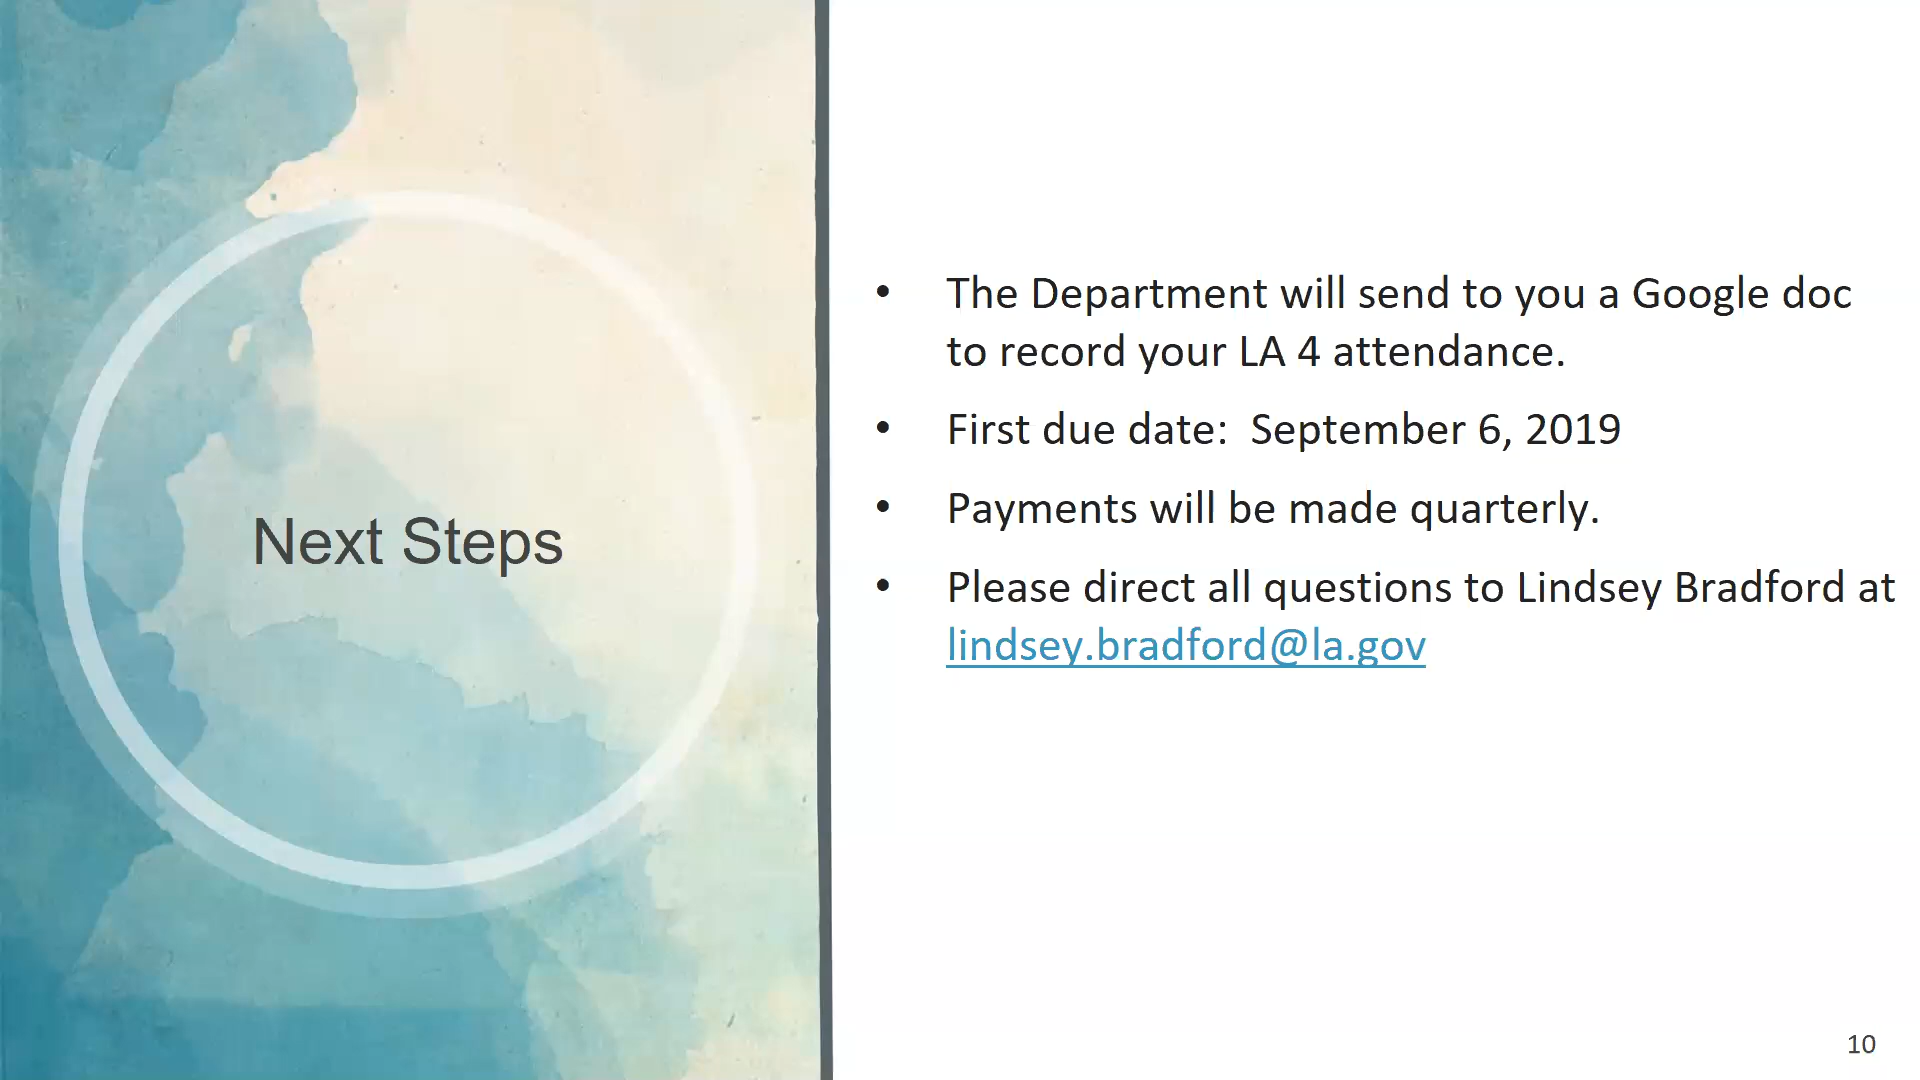 Next Steps
• The Department will send to you a Google doc
to record your LA 4 attendance.
• First due date:  September 6, 2019
• Payments will be made quarterly.
• Please direct all questions to Lindsey Bradford at
lindsey.bradford@la.gov
10